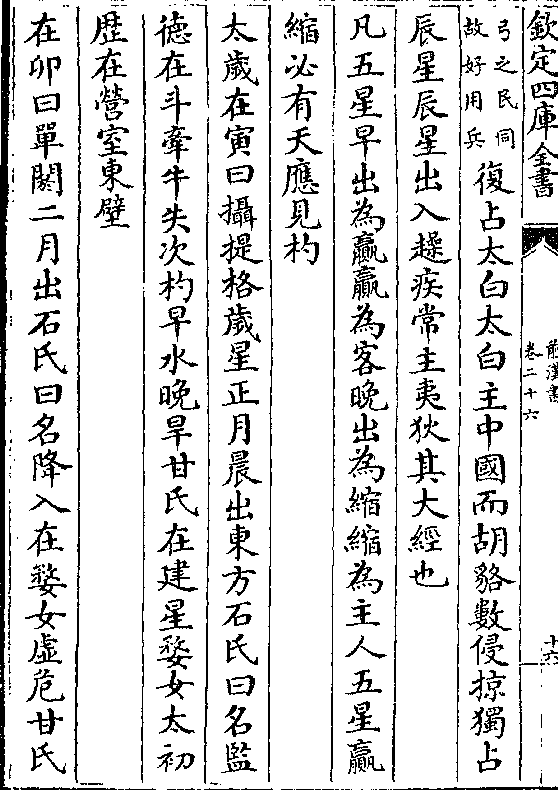 欽定四庫全書
前漢書
卷二十六
十六
弓之民同
故好用兵
復占太白太白主中國而胡貉數侵掠獨占
辰星辰星出入趮疾常主夷狄其大經也
凡五星早出為贏贏為客晚出為縮縮為主人五星贏
縮必有天應見杓
太歲在寅曰攝提格歲星正月晨出東方石氏曰名監
徳在斗牽牛失次杓早水晚旱甘氏在建星婺女太初
厯在營室東壁
在卯曰單閼二月出石氏曰名降入在婺女虛危甘氏